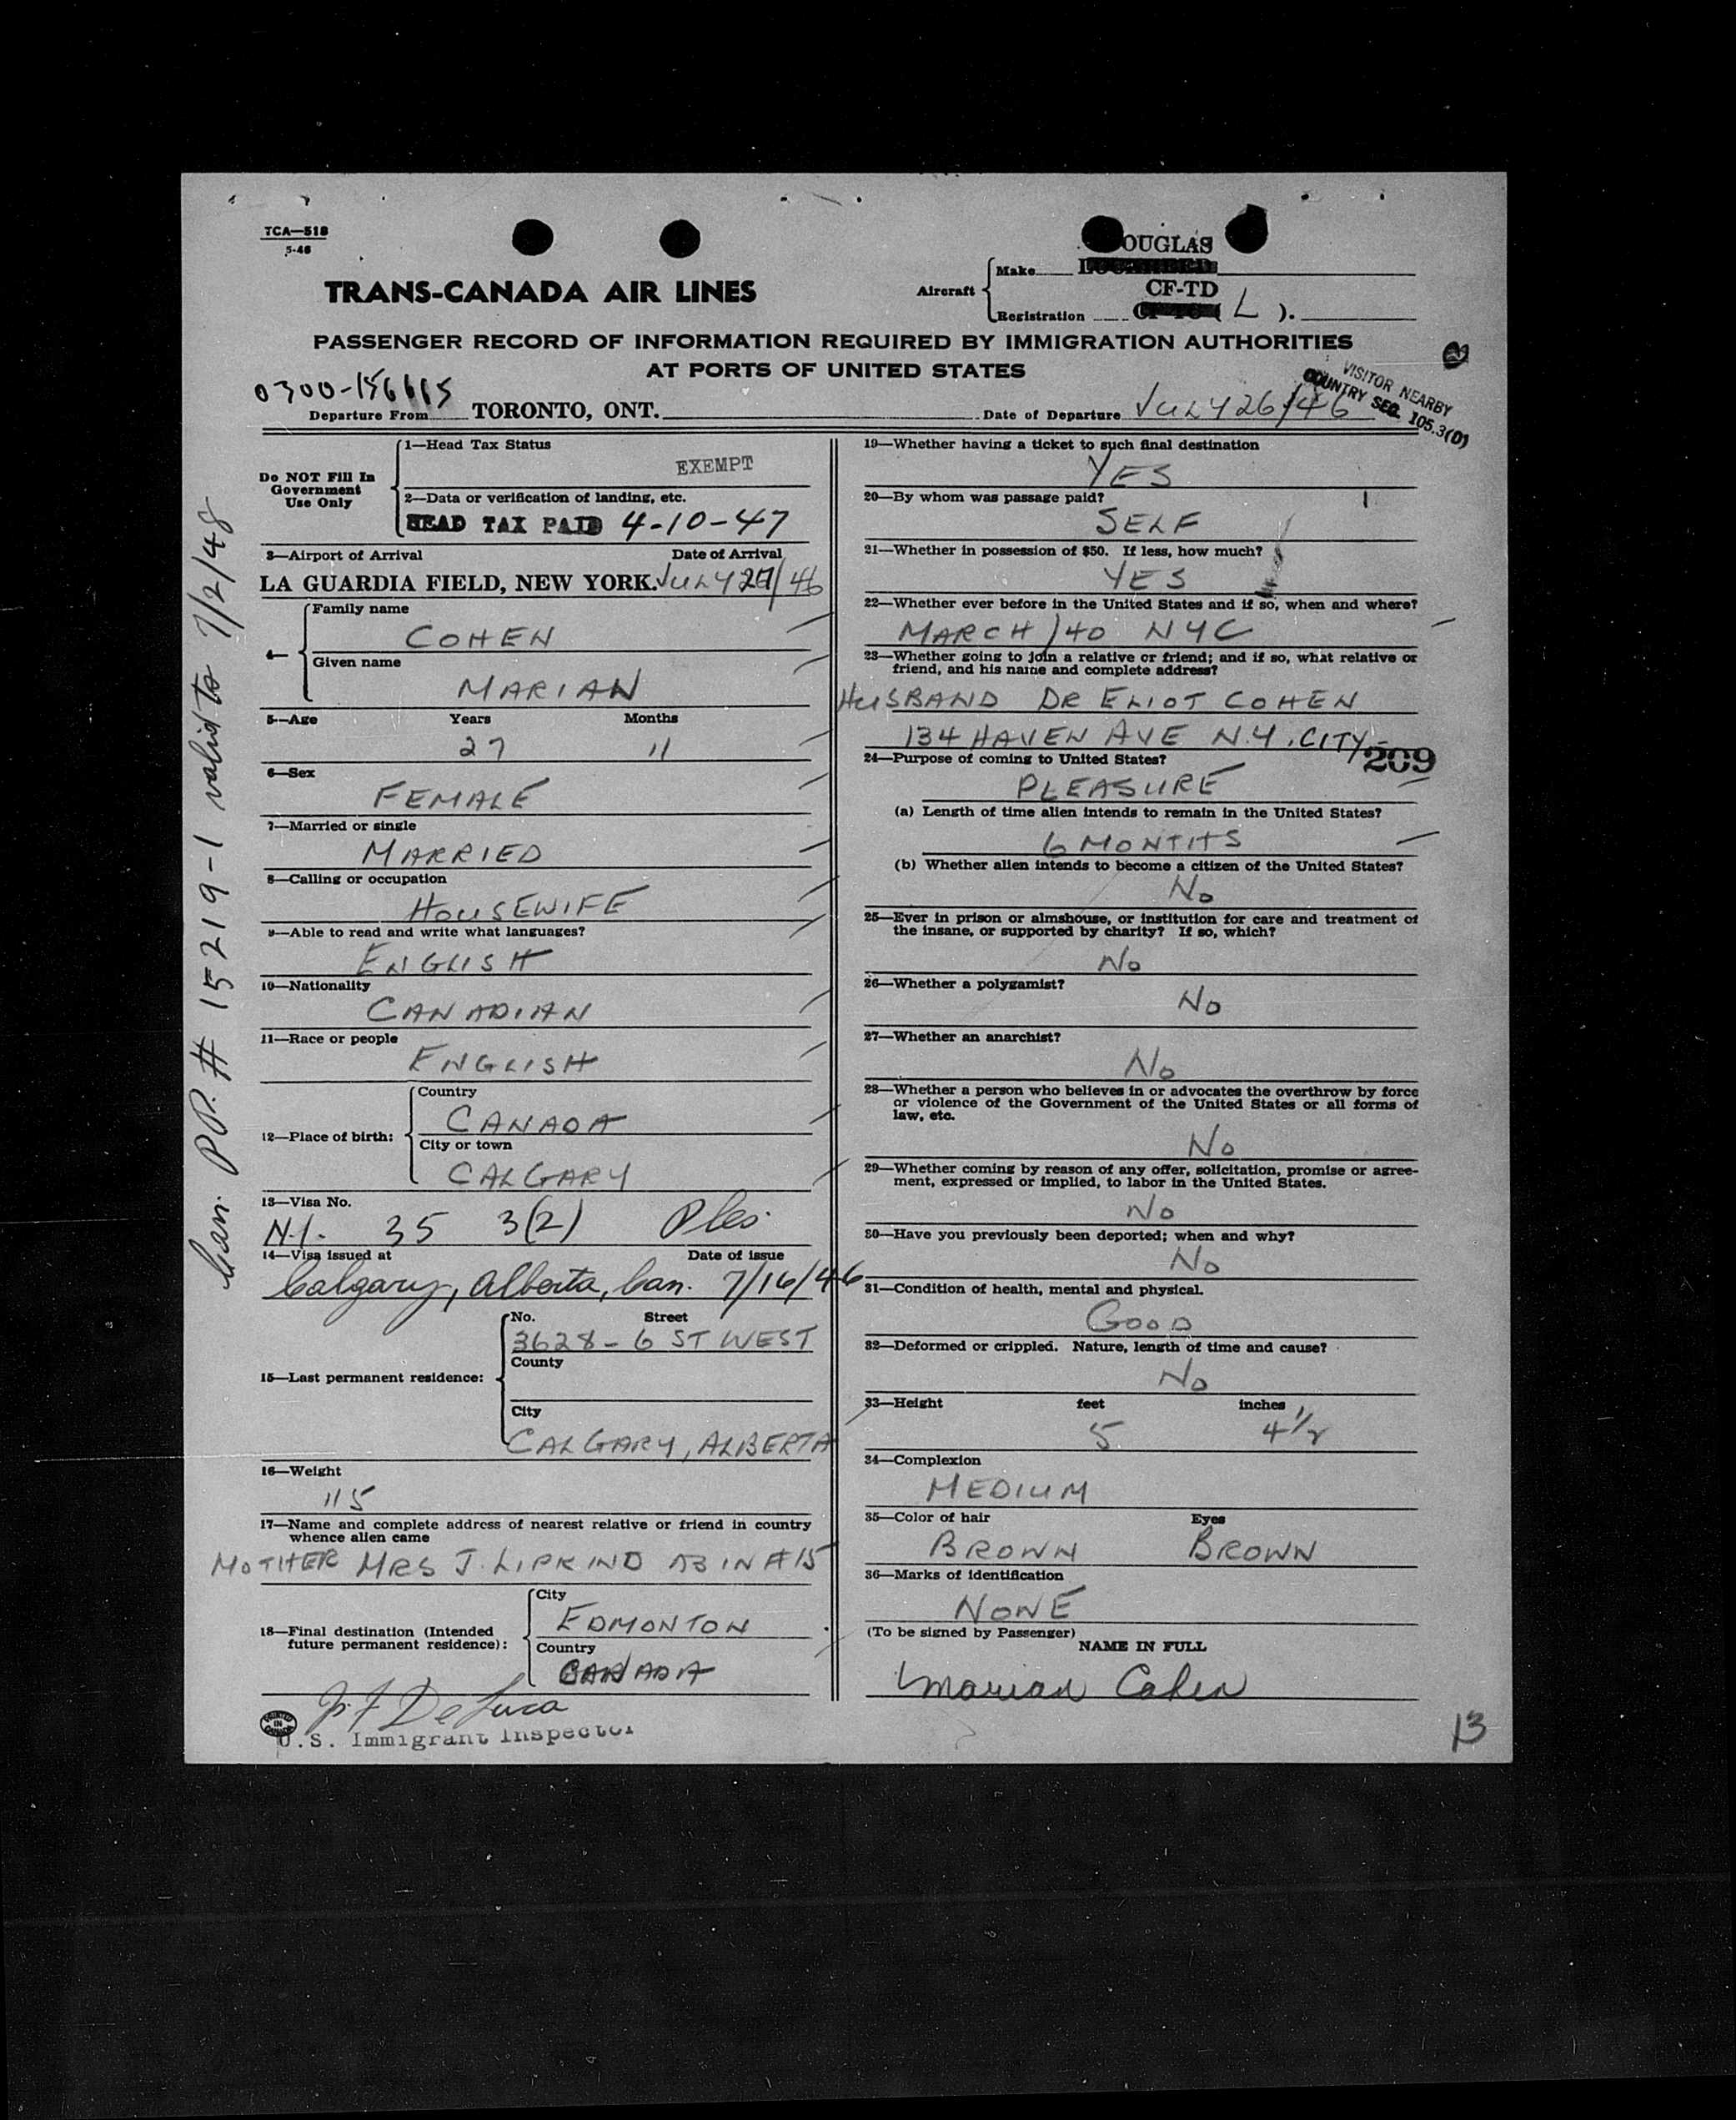 TCA—518
5-46
OUGLAS
Make
TRANS-CANADA AIR LINES
Aircraft
CF-TD
Registration ( L ).
PASSENGER RECORD OF INFORMATION REQUIRED BY IMMIGRATION AUTHORITIES
AT PORTS OF UNITED STATES
VISITOR NEARBY
COUNTRY SEC. 105.3(D)
0300-156615
Departure From TORONTO, ONT. Date of Departure JULY 26/46
Can. PP. # 15219-1 valid to 7/2/48
Do NOT Fill In
Government
Use Only
1—Head Tax Status
EXEMPT
2—Data or verification of landing, etc.
HEAD TAX PAID 4-10-47
3—Airport of Arrival Date of Arrival
LA GUARDIA FIELD, NEW YORK. JULY 27/46
4—
Family name
COHEN
Given name
MARIAN
5—Age Years Months
27 11
6—Sex
FEMALE
7—Married or single
MARRIED
8—Calling or occupation
HOUSEWIFE
9—Able to read and write what languages?
ENGLISH
10—Nationality
CANADIAN
11—Race or people
ENGLISH
12—Place of birth:
Country
CANADA
City or town
CALGARY
13—Visa No.
N.I. 35 3(2) Ples.
14—Visa issued at Date of issue
Calgary, Alberta, Can. 7/16/46
15—Last permanent residence:
No. Street
3628 - 6 ST WEST
County
City
CALGARY, ALBERTA
16—Weight
115
17—Name and complete address of nearest relative or friend in country
whence alien came
MOTHER MRS J. LIPKIND AS IN #15
18—Final destination (Intended
future permanent residence):
City
EDMONTON
Country
CANADA
U.S. Immigrant Inspector
PRINTED IN CANADA
19—Whether having a ticket to such final destination
YES
20—By whom was passage paid?
SELF
21—Whether in possession of $50. If less, how much?
YES
22—Whether ever before in the United States and if so, when and where?
MARCH/40 NYC
23—Whether going to join a relative or friend; and if so, what relative or
friend, and his name and complete address?
HUSBAND DR ELIOT COHEN
134 HAVEN AVE N.Y. CITY
209
24—Purpose of coming to United States?
PLEASURE
(a) Length of time alien intends to remain in the United States?
6 MONTHS
(b) Whether alien intends to become a citizen of the United States?
No
25—Ever in prison or almshouse, or institution for care and treatment of
the insane, or supported by charity? If so, which?
No
26—Whether a polygamist?
No
27—Whether an anarchist?
No
28—Whether a person who believes in or advocates the overthrow by force
or violence of the Government of the United States or all forms of
law, etc.
No
29—Whether coming by reason of any offer, solicitation, promise or agree-
ment, expressed or implied, to labor in the United States.
No
30—Have you previously been deported; when and why?
No
31—Condition of health, mental and physical.
GOOD
32—Deformed or crippled. Nature, length of time and cause?
No
33—Height feet inches
5 4 1/2
34—Complexion
MEDIUM
35—Color of hair Eyes
BROWN BROWN
36—Marks of identification
NONE
(To be signed by Passenger)
NAME IN FULL
Marian Cohen
13